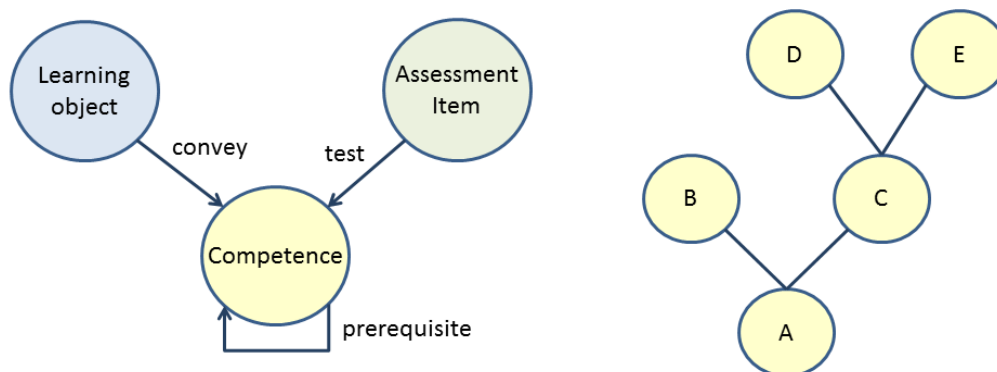 Learning
object
Assessment
Item
convey
test
Competence
prerequisite
D
E
B
C
A